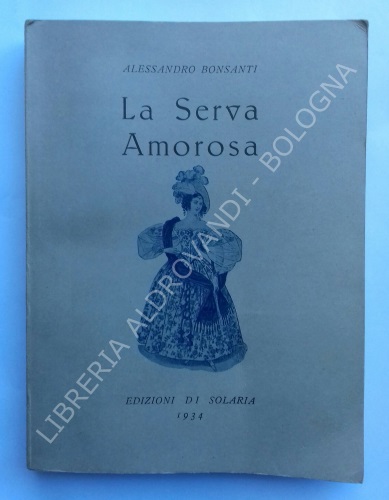 ALESSANDRO BONSANTI
La Serva
Amorosa
EDIZIONI DI SOLARIA
1934
LIBRERIA ALDROVANDI - BOLOGNA